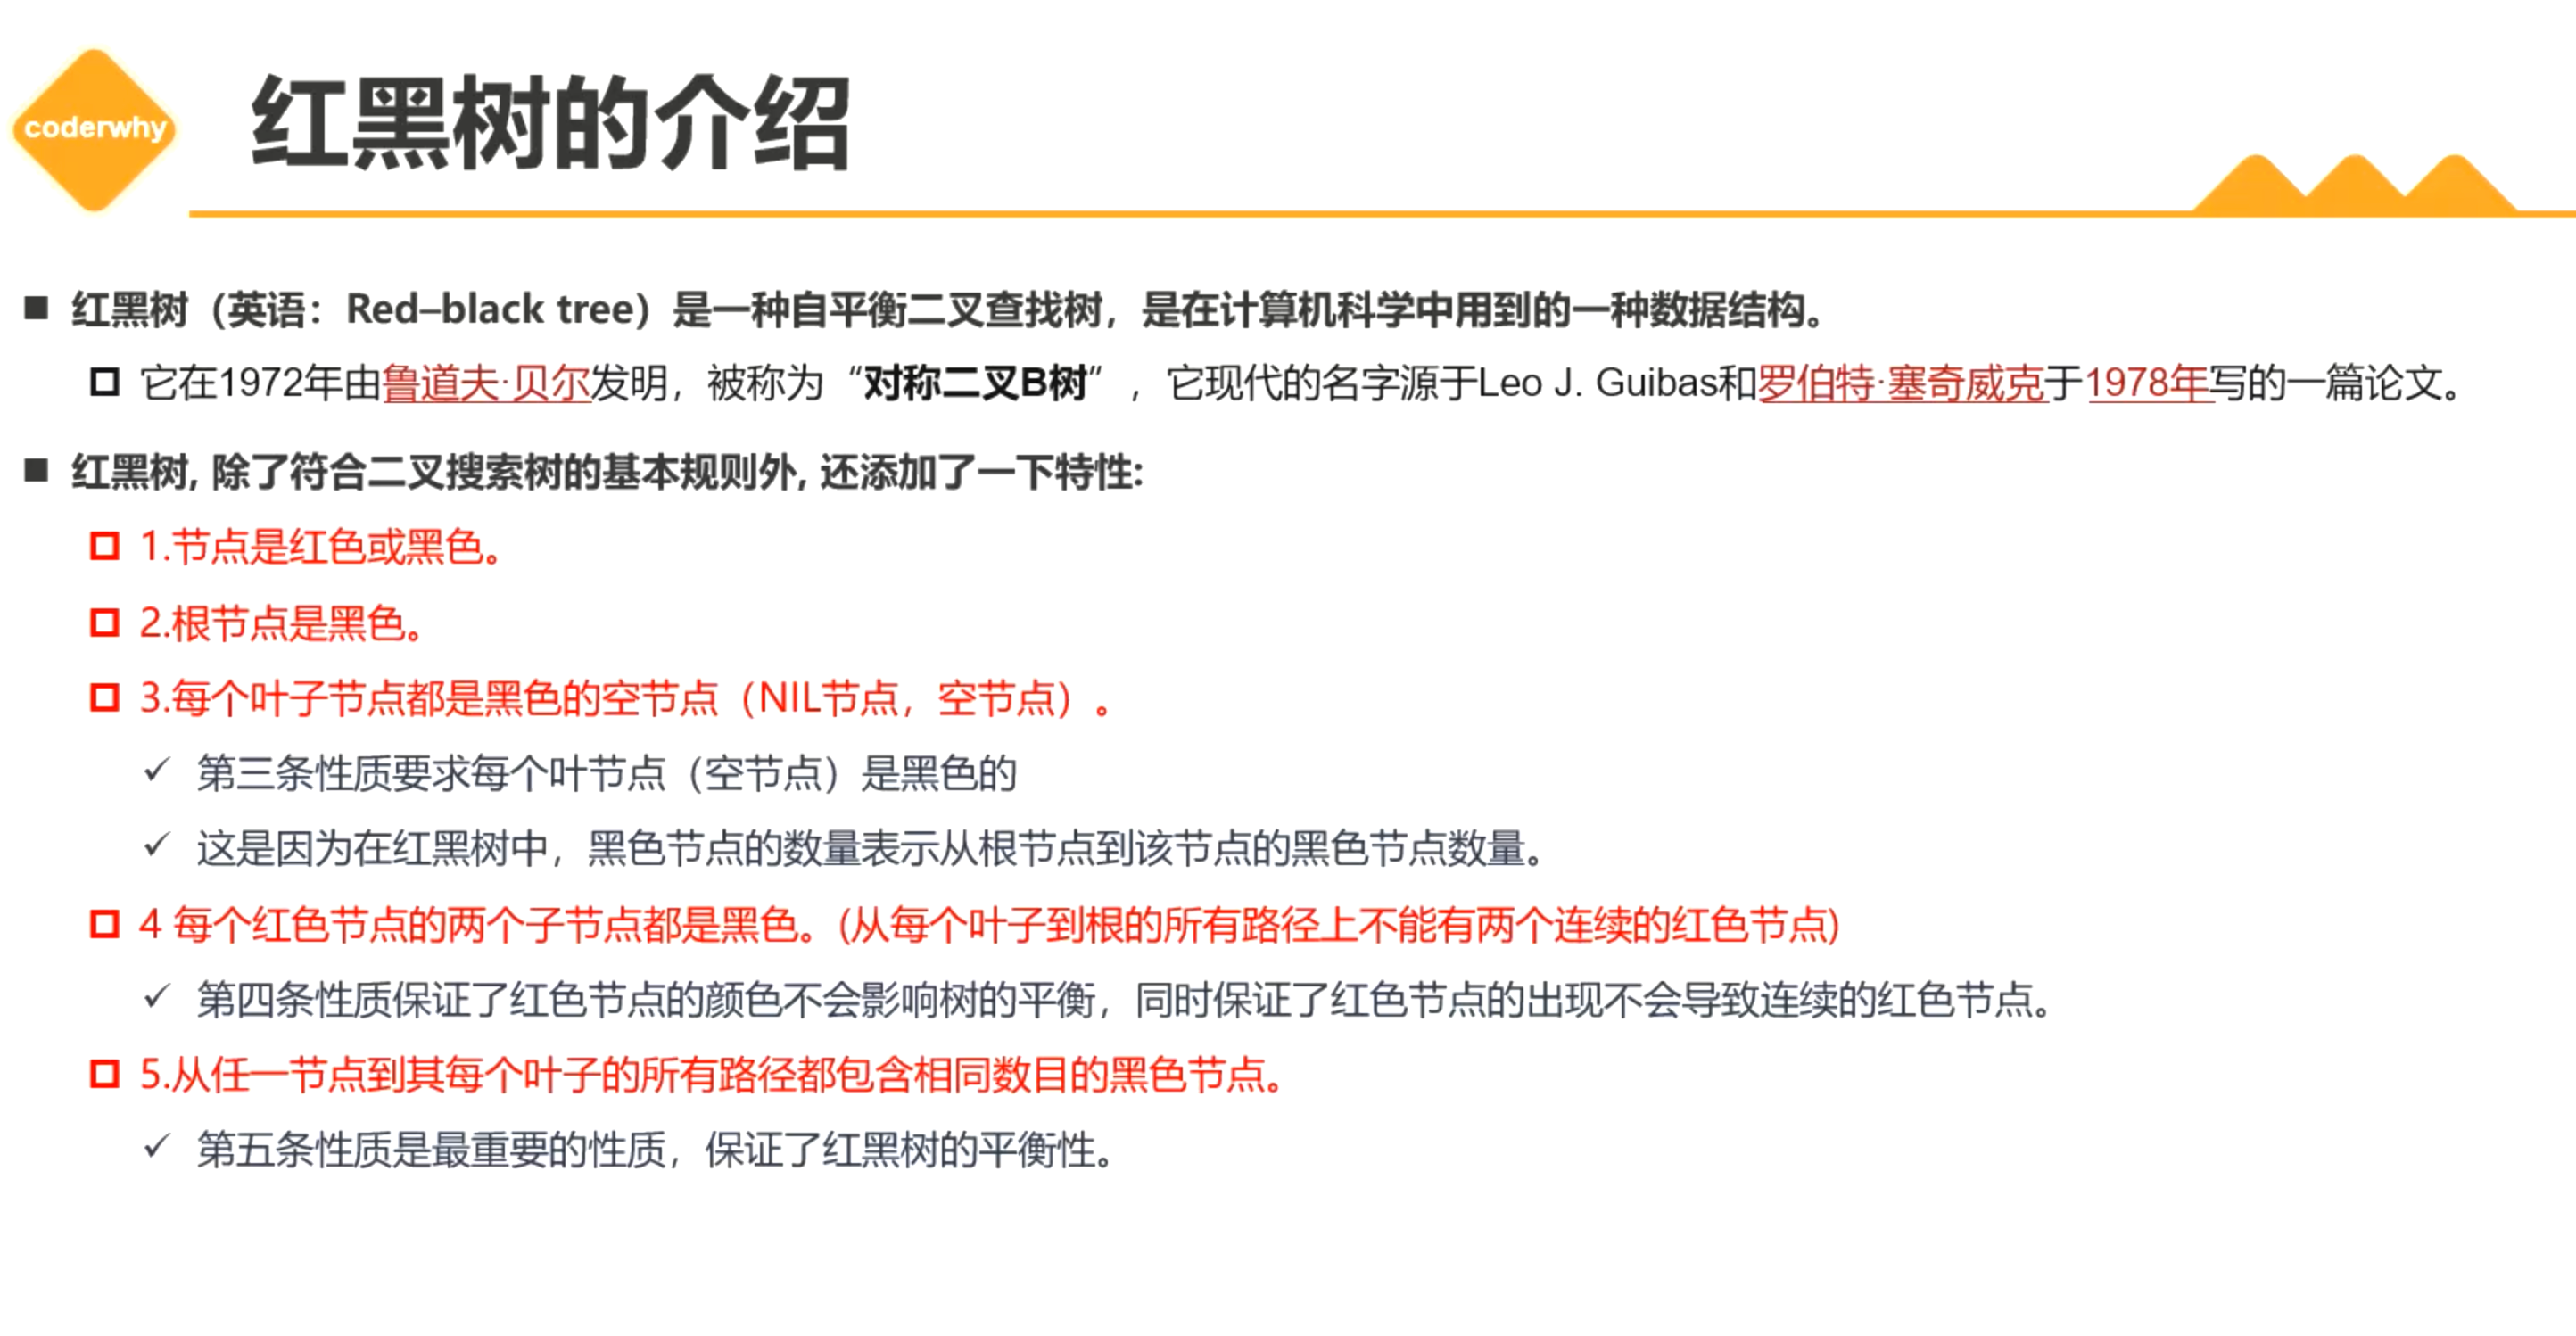 coderwhy
红黑树的介绍
红黑树（英语：Red–black tree）是一种自平衡二叉查找树，是在计算机科学中用到的一种数据结构。
它在1972年由鲁道夫·贝尔发明，被称为“对称二叉B树”，它现代的名字源于Leo J. Guibas和罗伯特·塞奇威克于1978年写的一篇论文。
红黑树, 除了符合二叉搜索树的基本规则外, 还添加了一下特性:
1.节点是红色或黑色。
2.根节点是黑色。
3.每个叶子节点都是黑色的空节点（NIL节点，空节点）。
第三条性质要求每个叶节点（空节点）是黑色的
这是因为在红黑树中，黑色节点的数量表示从根节点到该节点的黑色节点数量。
4 每个红色节点的两个子节点都是黑色。(从每个叶子到根的所有路径上不能有两个连续的红色节点)
第四条性质保证了红色节点的颜色不会影响树的平衡，同时保证了红色节点的出现不会导致连续的红色节点。
5.从任一节点到其每个叶子的所有路径都包含相同数目的黑色节点。
第五条性质是最重要的性质，保证了红黑树的平衡性。